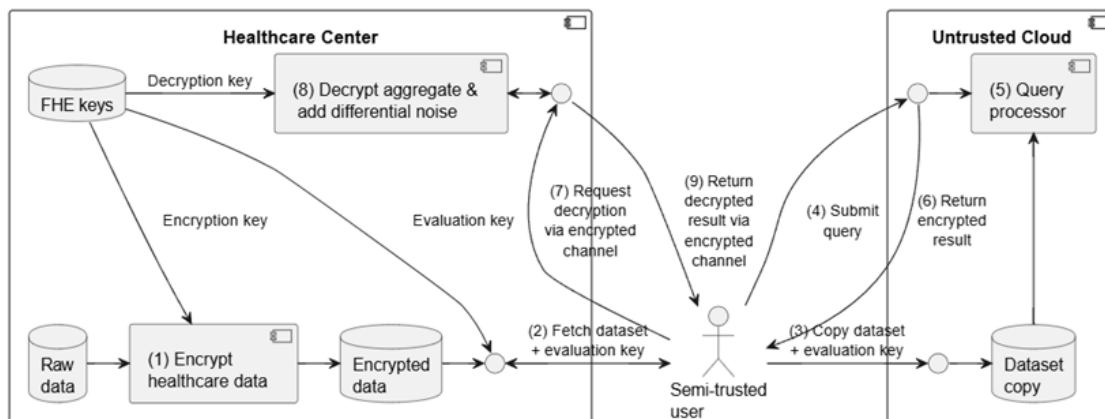 Healthcare Center
Untrusted Cloud
FHE keys
Decryption key
(8) Decrypt aggregate &
add differential noise
(5) Query
processor
Encryption key
Evaluation key
(7) Request
decryption
via encrypted
channel
(9) Return
decrypted
result via
encrypted
channel
(4) Submit
query
(6) Return
encrypted
result
Raw
data
(1) Encrypt
healthcare data
Encrypted
data
(2) Fetch dataset
+ evaluation key
Semi-trusted
user
(3) Copy dataset
+ evaluation key
Dataset
copy